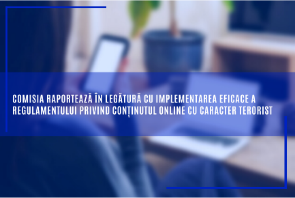 COMISIA RAPORTEAZĂ ÎN LEGĂTURĂ CU IMPLEMENTAREA EFICACE A
REGULAMENTULUI PRIVIND CONȚINUTUL ONLINE CU CARACTER TERORIST